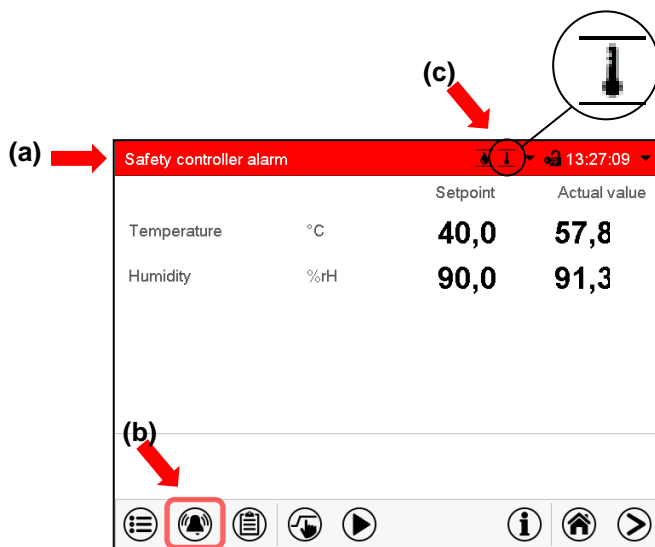 (c)
(a)
Safety controller alarm 13:27:09
Setpoint Actual value
Temperature °C 40,0 57,8
Humidity %rH 90,0 91,3
(b)